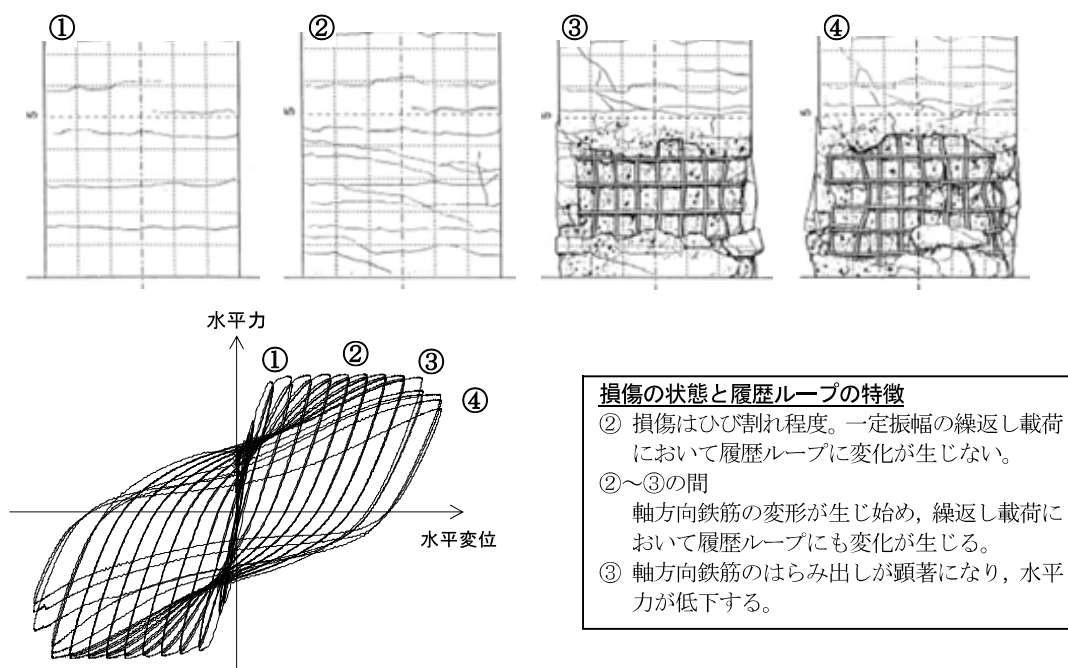 ①
②
③
④
5
5
5
5
水平力
①
②
③
④
水平変位
損傷の状態と履歴ループの特徴
② 損傷はひび割れ程度。一定振幅の繰返し載荷
において履歴ループに変化が生じない。
②～③の間
軸方向鉄筋の変形が生じ始め，繰返し載荷に
おいて履歴ループにも変化が生じる。
③ 軸方向鉄筋のはらみ出しが顕著になり，水平
力が低下する。